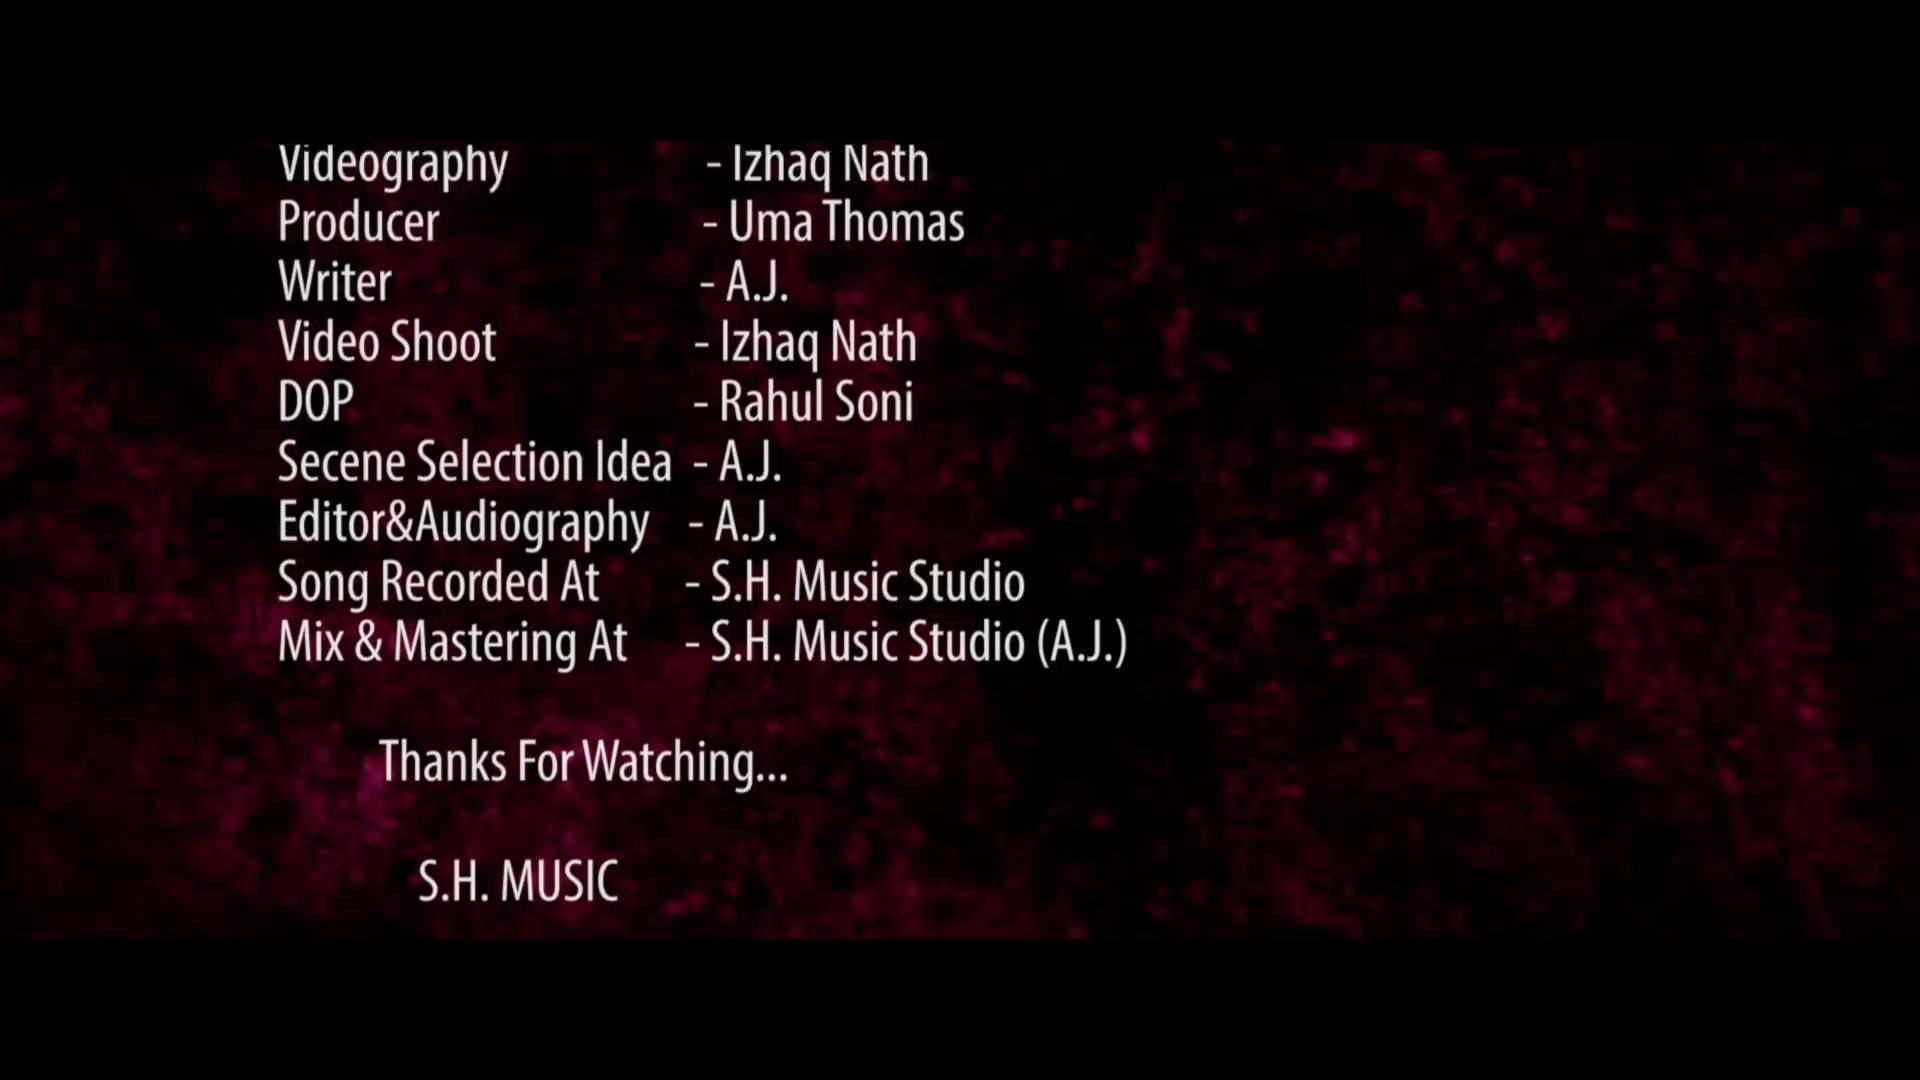 Videography - Izhaq Nath
Producer - Uma Thomas
Writer - A.J.
Video Shoot - Izhaq Nath
DOP - Rahul Soni
Secene Selection Idea - A.J.
Editor&Audiography - A.J.
Song Recorded At - S.H. Music Studio
Mix & Mastering At - S.H. Music Studio (A.J.)
Thanks For Watching...
S.H. MUSIC